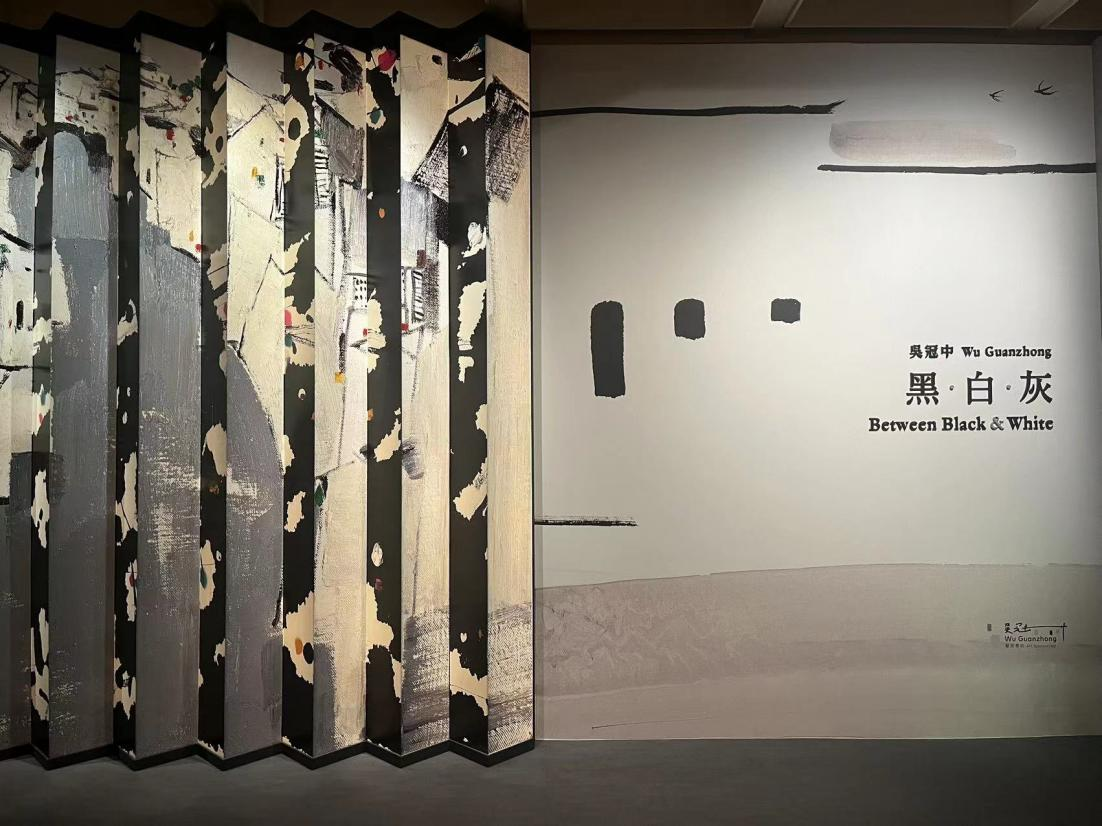 吳冠中 Wu Guanzhong
黑·白·灰
Between Black & White
Wu Guanzhong